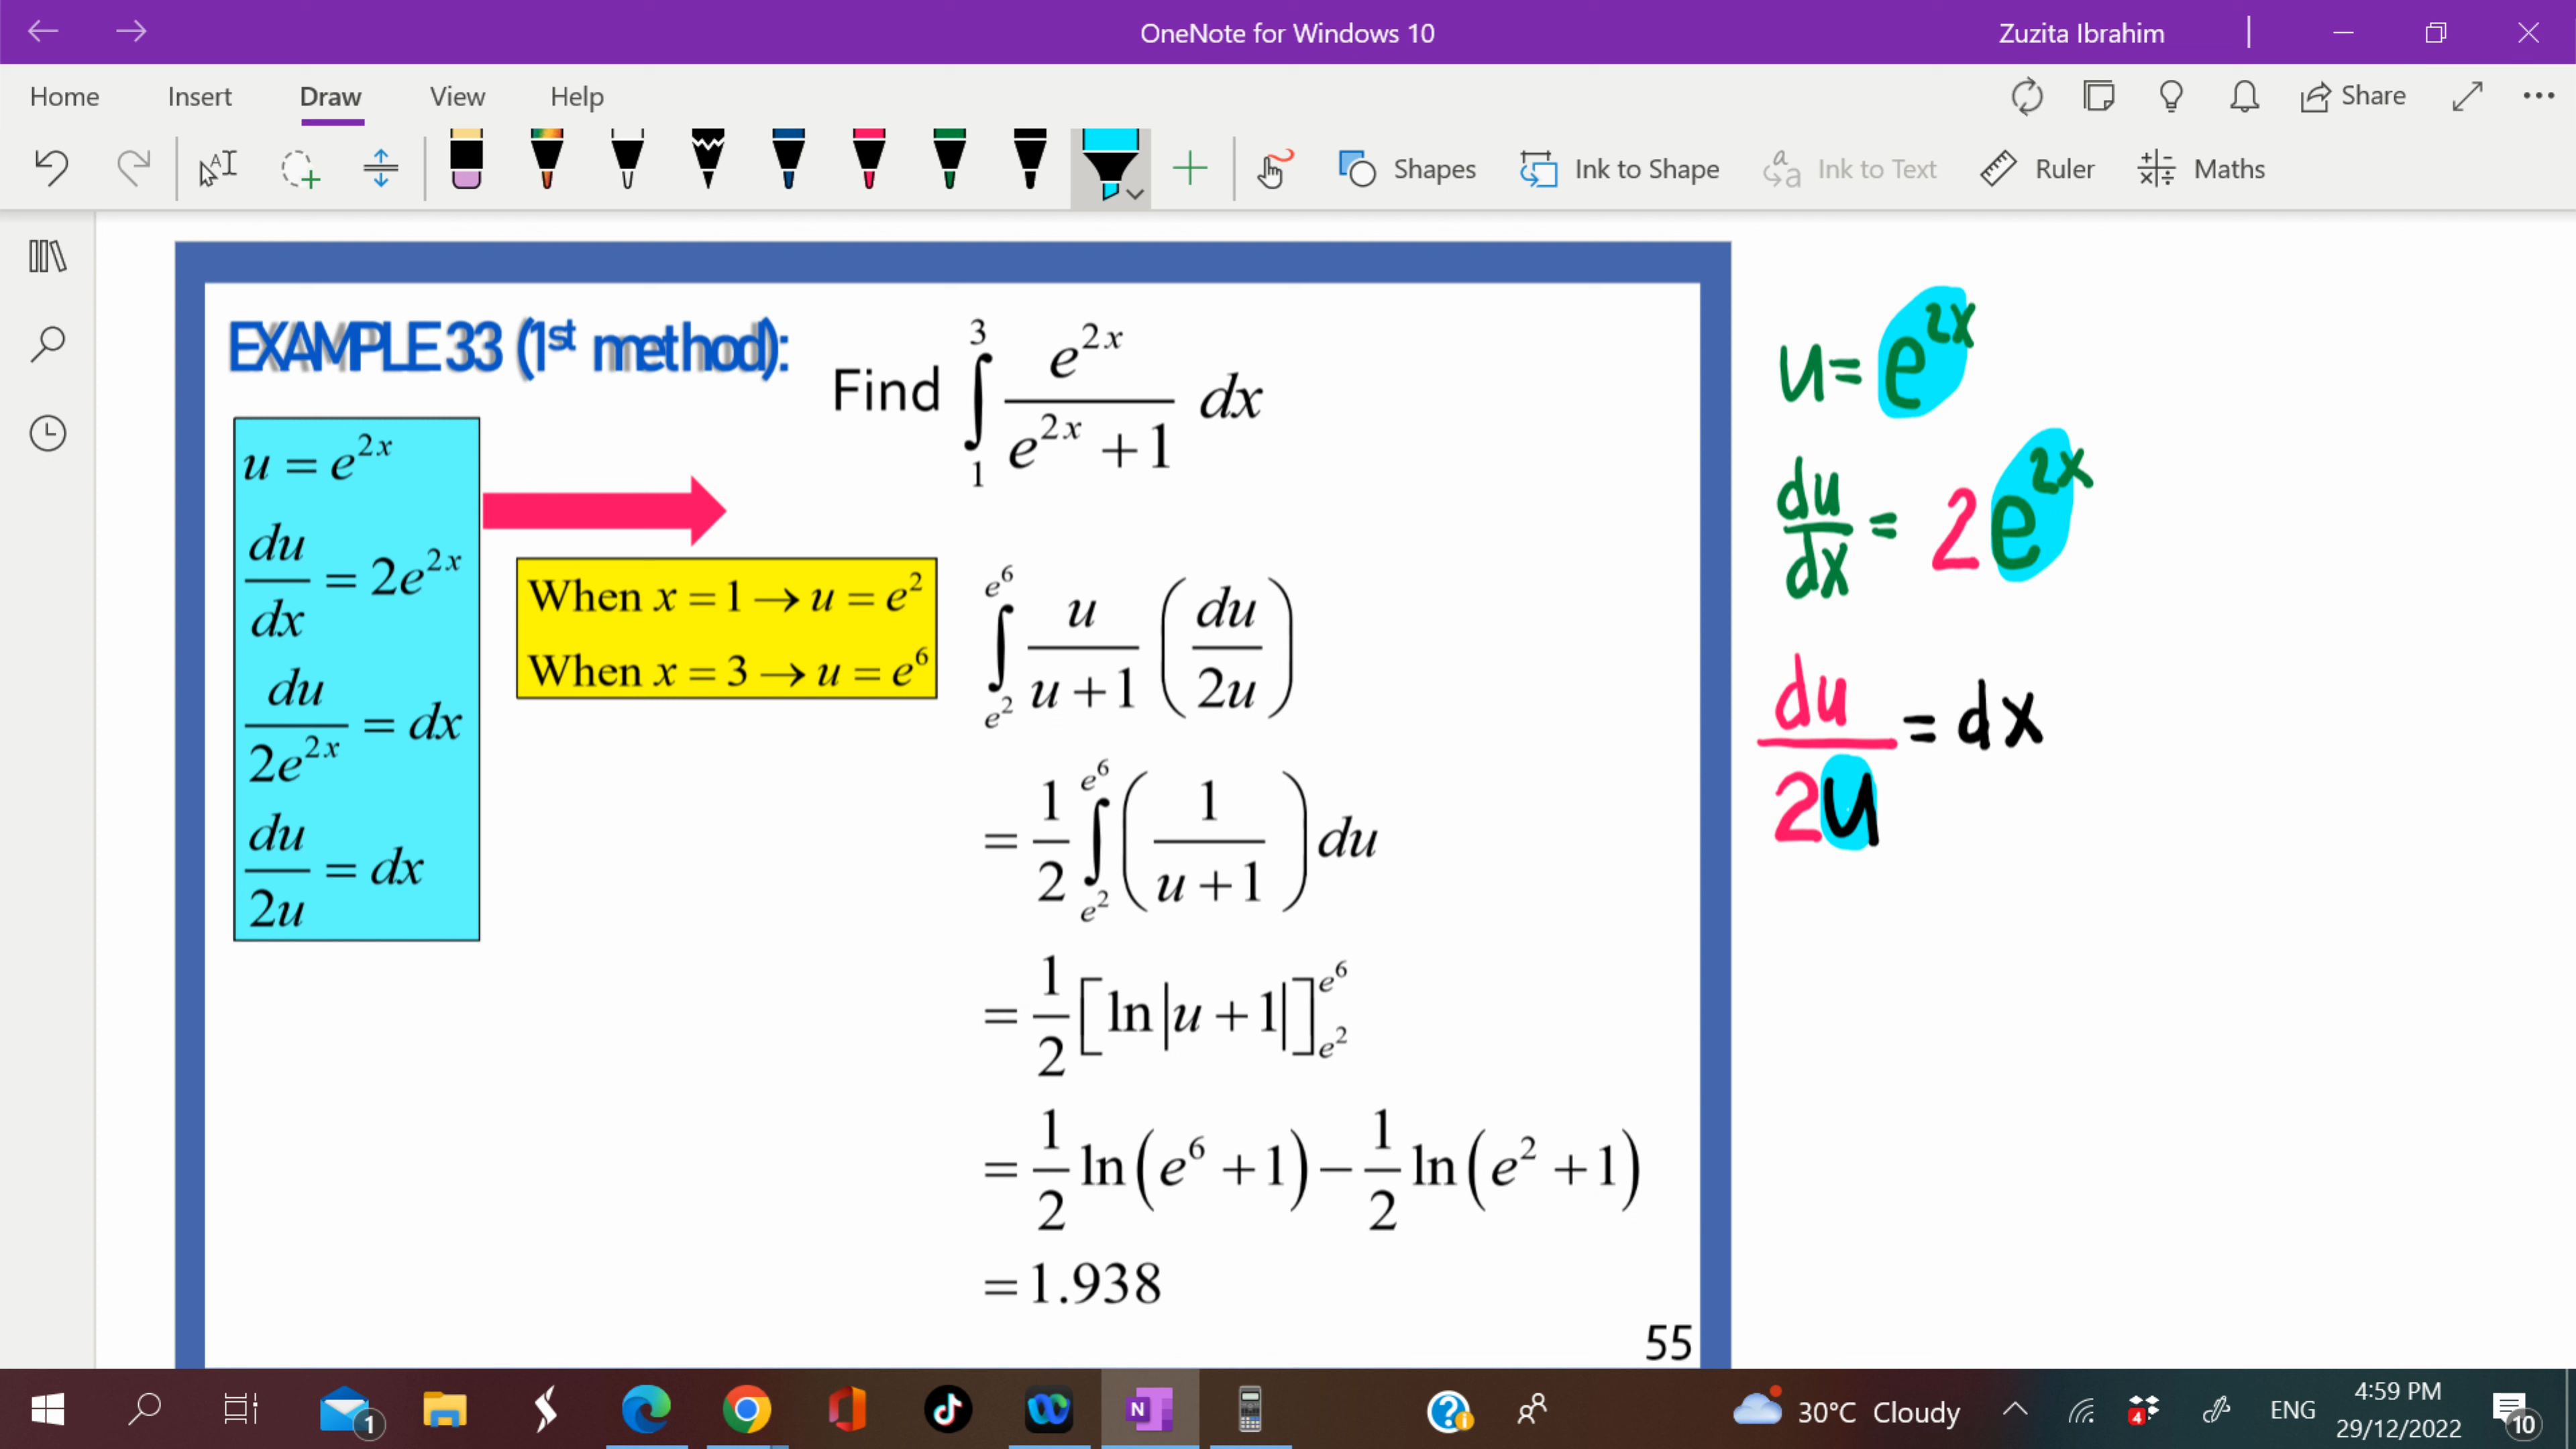 OneNote for Windows 10
Zuzita Ibrahim
Home Insert Draw View Help
Share
Shapes Ink to Shape Ink to Text Ruler Maths
EXAMPLE 33 (1st method):
Find ∫₁³ e^{2x}/(e^{2x} + 1) dx
u = e^{2x}
du/dx = 2e^{2x}
du/2e^{2x} = dx
du/2u = dx
When x = 1 → u = e²
When x = 3 → u = e⁶
∫_{e²}^{e⁶} u/(u + 1) (du/2u)
= 1/2 ∫_{e²}^{e⁶} (1/(u + 1)) du
= 1/2 [ln|u + 1|]_{e²}^{e⁶}
= 1/2 ln(e⁶ + 1) − 1/2 ln(e² + 1)
= 1.938
55
u = e^{2x}
du/dx = 2e^{2x}
du/2u = dx
1
N
30°C Cloudy
4
ENG
4:59 PM
29/12/2022
10